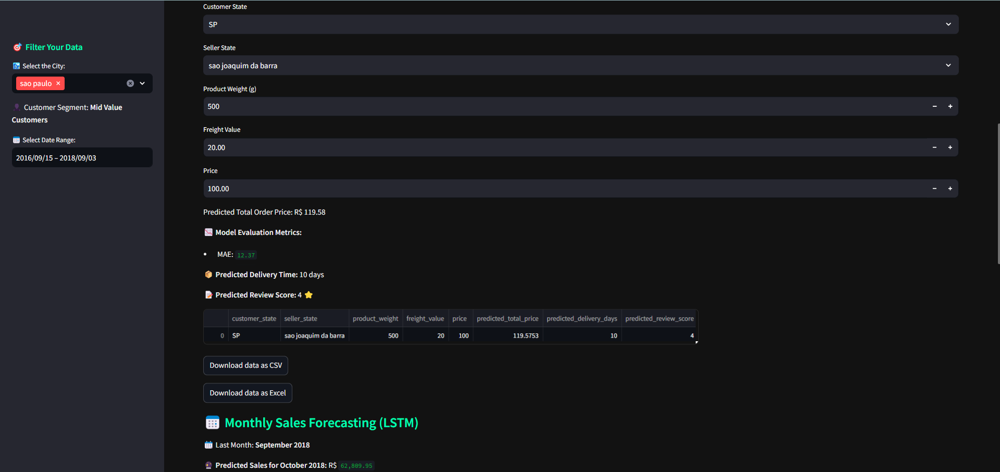 Filter Your Data
Select the City:
sao paulo ×
Customer Segment: Mid Value
Customers
Select Date Range:
2016/09/15 – 2018/09/03
Customer State
SP
Seller State
sao joaquim da barra
Product Weight (g)
500
Freight Value
20.00
Price
100.00
Predicted Total Order Price: R$ 119.58
Model Evaluation Metrics:
• MAE: 12.37
Predicted Delivery Time: 10 days
Predicted Review Score: 4
customer_state seller_state product_weight freight_value price predicted_total_price predicted_delivery_days predicted_review_score
0 SP sao joaquim da barra 500 20 100 119.5753 10 4
Download data as CSV
Download data as Excel
Monthly Sales Forecasting (LSTM)
Last Month: September 2018
Predicted Sales for October 2018: R$ 62,809.95